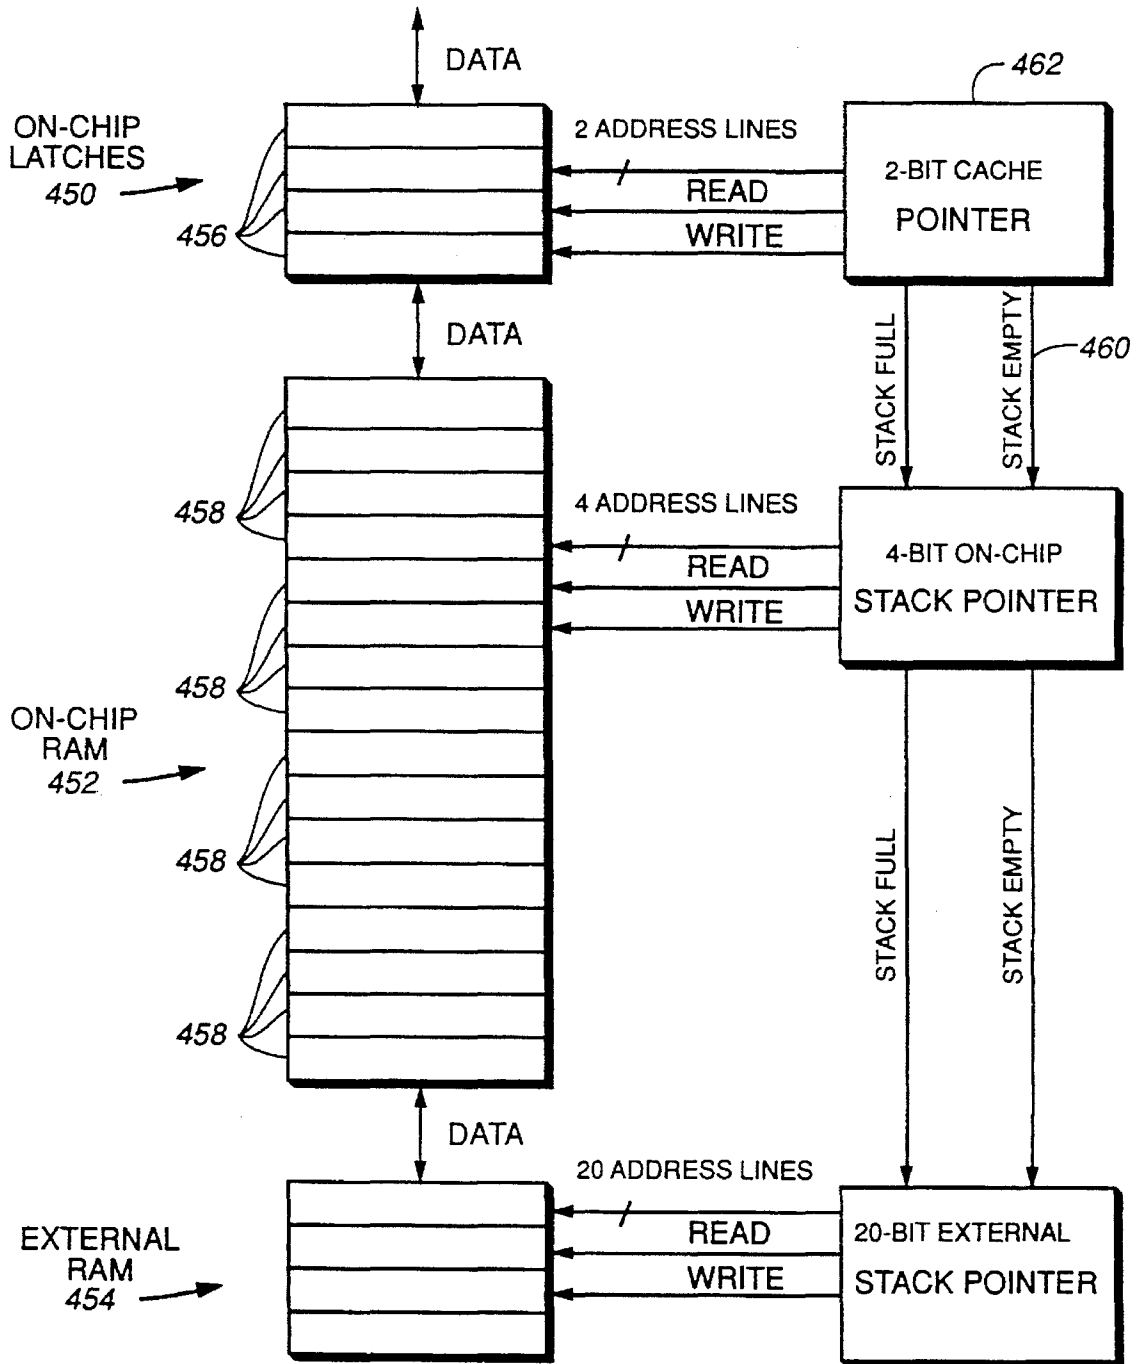 DATA
462
ON-CHIP
LATCHES
450
456
2 ADDRESS LINES
READ
WRITE
2-BIT CACHE
POINTER
DATA
STACK FULL
STACK EMPTY
460
458
4 ADDRESS LINES
READ
WRITE
4-BIT ON-CHIP
STACK POINTER
458
ON-CHIP
RAM
452
458
STACK FULL
STACK EMPTY
458
DATA
20 ADDRESS LINES
READ
WRITE
20-BIT EXTERNAL
STACK POINTER
EXTERNAL
RAM
454